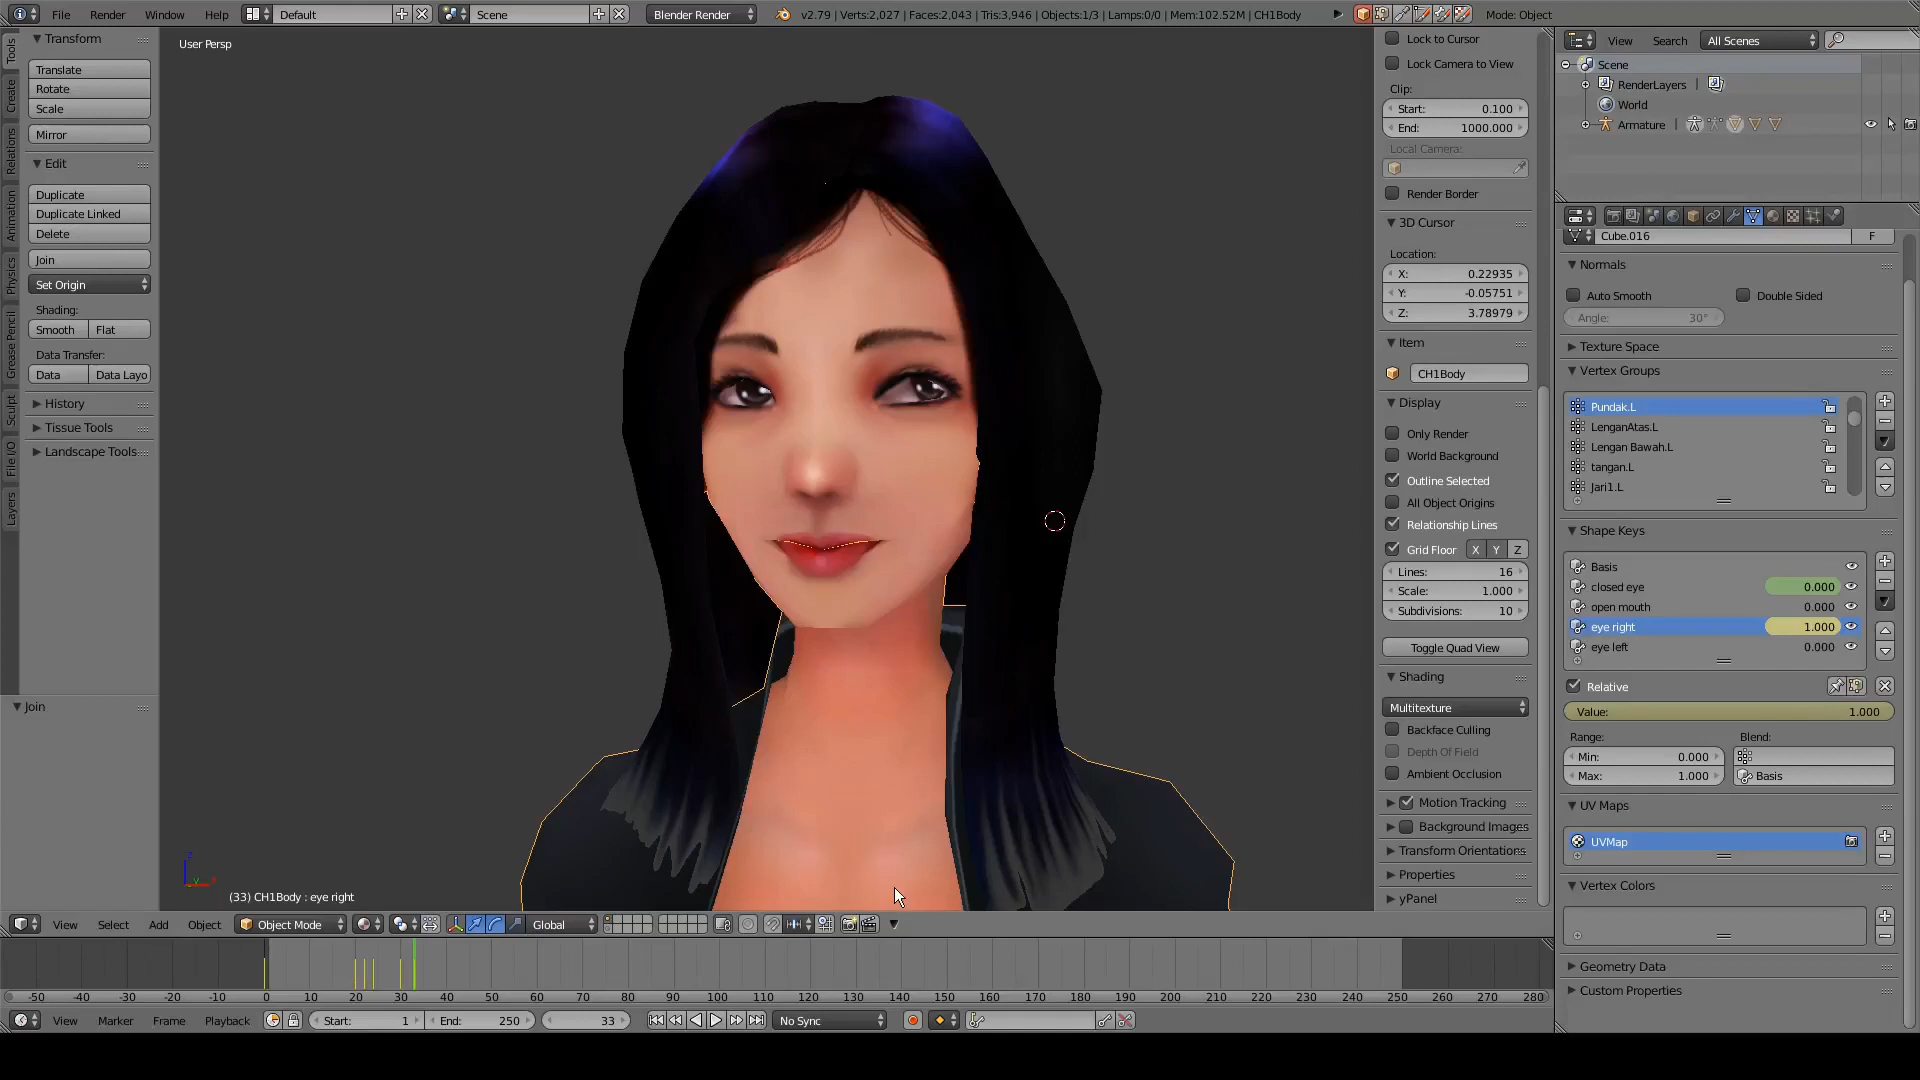 File Render Window Help Default Scene Blender Render v2.79 | Verts:2,027 | Faces:2,043 | Tris:3,946 | Objects:1/3 | Lamps:0/0 | Mem:102.52M | CH1Body Mode: Object
Tools
Create
Relations
Animation
Physics
Grease Pencil
Sculpt
File I/O
Layers
Transform
Translate
Rotate
Scale
Mirror
Edit
Duplicate
Duplicate Linked
Delete
Join
Set Origin
Shading:
Smooth Flat
Data Transfer:
Data Data Layo
History
Tissue Tools
Landscape Tools
Join
User Persp
(33) CH1Body : eye right
Lock to Cursor
Lock Camera to View
Clip:
Start: 0.100
End: 1000.000
Local Camera:
Render Border
3D Cursor
Location:
X: 0.22935
Y: -0.05751
Z: 3.78979
Item
CH1Body
Display
Only Render
World Background
Outline Selected
All Object Origins
Relationship Lines
Grid Floor X Y Z
Lines: 16
Scale: 1.000
Subdivisions: 10
Toggle Quad View
Shading
Multitexture
Backface Culling
Depth Of Field
Ambient Occlusion
Motion Tracking
Background Images
Transform Orientations
Properties
yPanel
View Search All Scenes
Scene
RenderLayers |
World
Armature |
Cube.016 F
Normals
Auto Smooth Double Sided
Angle: 30°
Texture Space
Vertex Groups
Pundak.L
LenganAtas.L
Lengan Bawah.L
tangan.L
Jari1.L
Shape Keys
Basis
closed eye 0.000
open mouth 0.000
eye right 1.000
eye left 0.000
Relative
Value: 1.000
Range: Blend:
Min: 0.000
Max: 1.000 Basis
UV Maps
UVMap
Vertex Colors
Geometry Data
Custom Properties
View Select Add Object Object Mode Global
-50 -40 -30 -20 -10 0 10 20 30 40 50 60 70 80 90 100 110 120 130 140 150 160 170 180 190 200 210 220 230 240 250 260 270 280
View Marker Frame Playback Start: 1 End: 250 33 No Sync